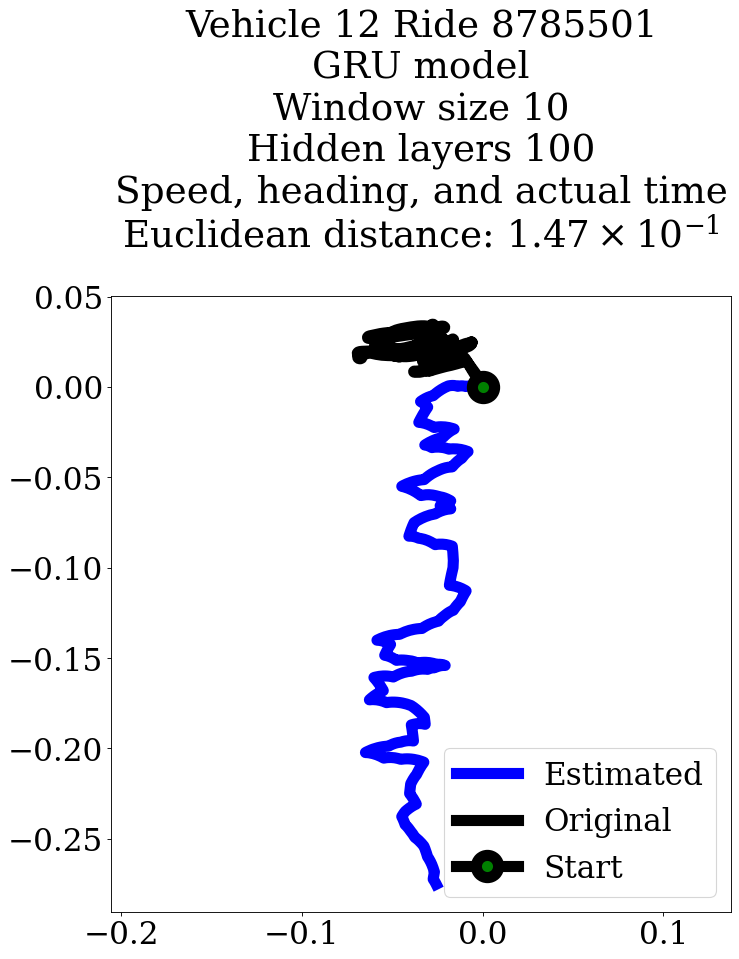 Vehicle 12 Ride 8785501
GRU model
Window size 10
Hidden layers 100
Speed, heading, and actual time
Euclidean distance: 1.47 × 10⁻¹
0.05
0.00
−0.05
−0.10
−0.15
−0.20
−0.25
Estimated
Original
Start
−0.2 −0.1 0.0 0.1